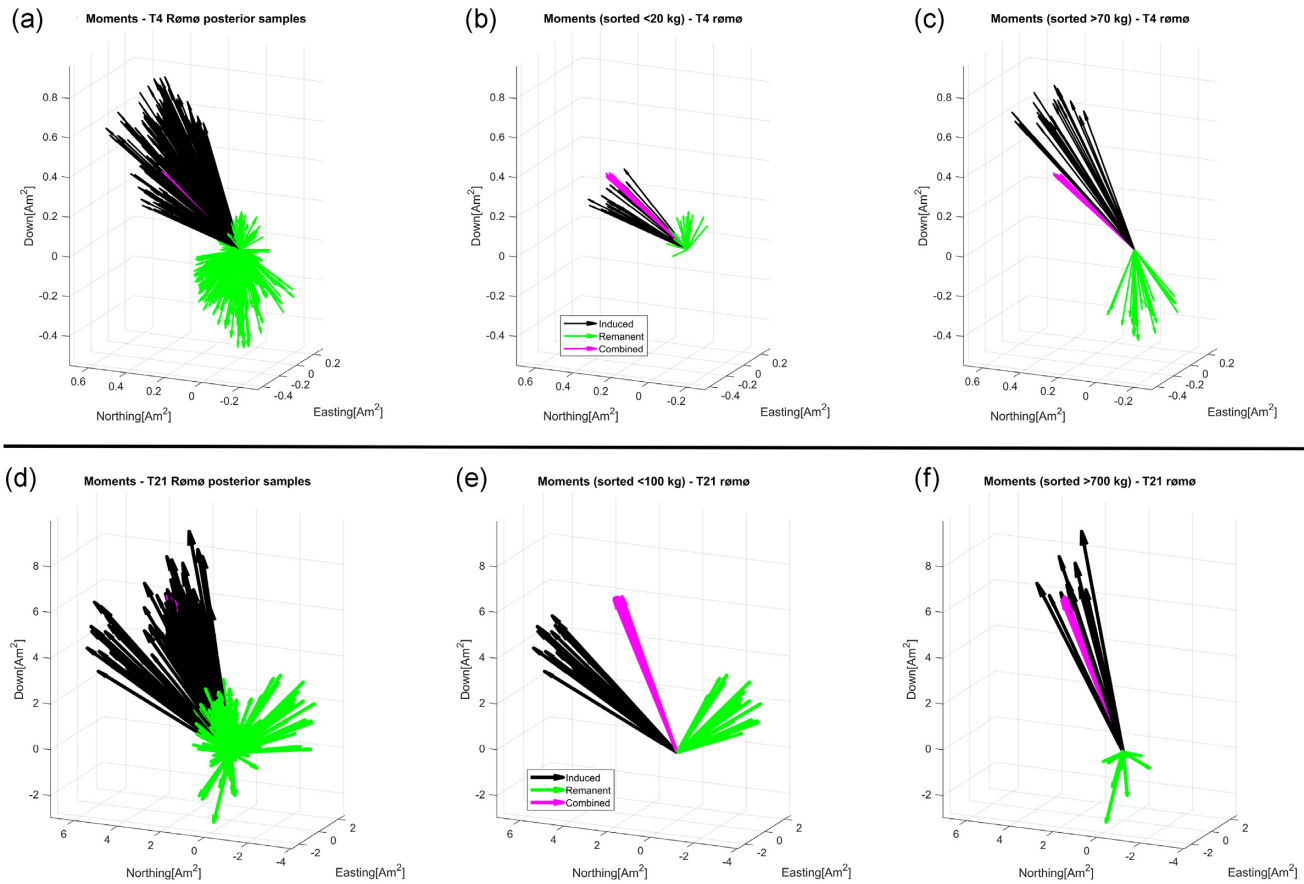 (a)
Moments - T4 Rømø posterior samples
0.8
0.6
0.4
0.2
0
-0.2
-0.4
Down[Am²]
0.6
0.4
0.2
0
-0.2
Northing[Am²]
0.2
0
-0.2
-0.4
Easting[Am²]
(b)
Moments (sorted <20 kg) - T4 rømø
0.8
0.6
0.4
0.2
0
-0.2
-0.4
Down[Am²]
Induced
Remanent
Combined
0.6
0.4
0.2
0
-0.2
Northing[Am²]
0.2
0
-0.2
-0.4
Easting[Am²]
(c)
Moments (sorted >70 kg) - T4 rømø
0.8
0.6
0.4
0.2
0
-0.2
-0.4
Down[Am²]
0.6
0.4
0.2
0
-0.2
Northing[Am²]
0.2
0
-0.2
-0.4
Easting[Am²]
(d)
Moments - T21 Rømø posterior samples
8
6
4
2
0
-2
Down[Am²]
6
4
2
0
-2
-4
Northing[Am²]
2
0
-2
Easting[Am²]
(e)
Moments (sorted <100 kg) - T21 rømø
8
6
4
2
0
-2
Down[Am²]
Induced
Remanent
Combined
6
4
2
0
-2
-4
Northing[Am²]
2
0
-2
Easting[Am²]
(f)
Moments (sorted >700 kg) - T21 rømø
8
6
4
2
0
-2
Down[Am²]
6
4
2
0
-2
-4
Northing[Am²]
2
0
-2
Easting[Am²]